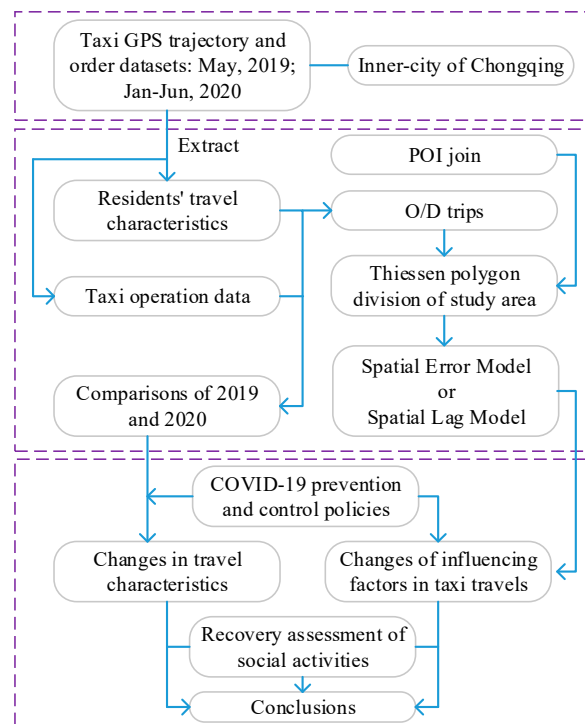 Taxi GPS trajectory and
order datasets: May, 2019;
Jan-Jun, 2020
Inner-city of Chongqing
Extract
POI join
Residents' travel
characteristics
O/D trips
Taxi operation data
Thiessen polygon
division of study area
Comparisons of 2019
and 2020
Spatial Error Model
or
Spatial Lag Model
COVID-19 prevention
and control policies
Changes in travel
characteristics
Changes of influencing
factors in taxi travels
Recovery assessment of
social activities
Conclusions